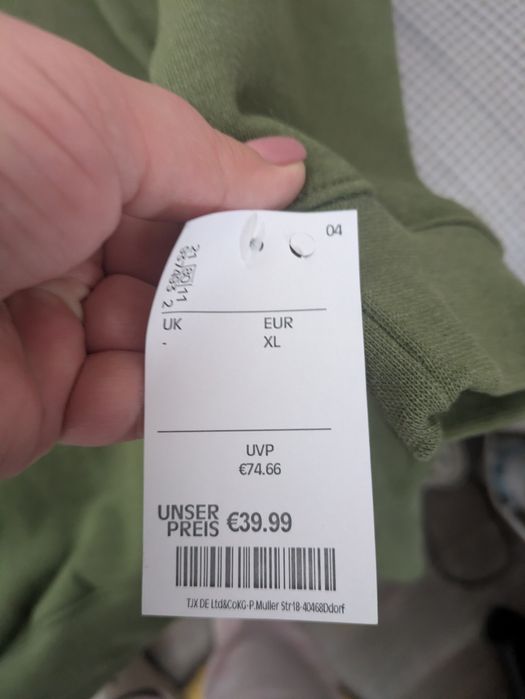 04
UK EUR
- XL
UVP
€74.66
UNSER
PREIS €39.99
TJX DE Ltd&CoKG-P.Muller Str18-40468Ddorf